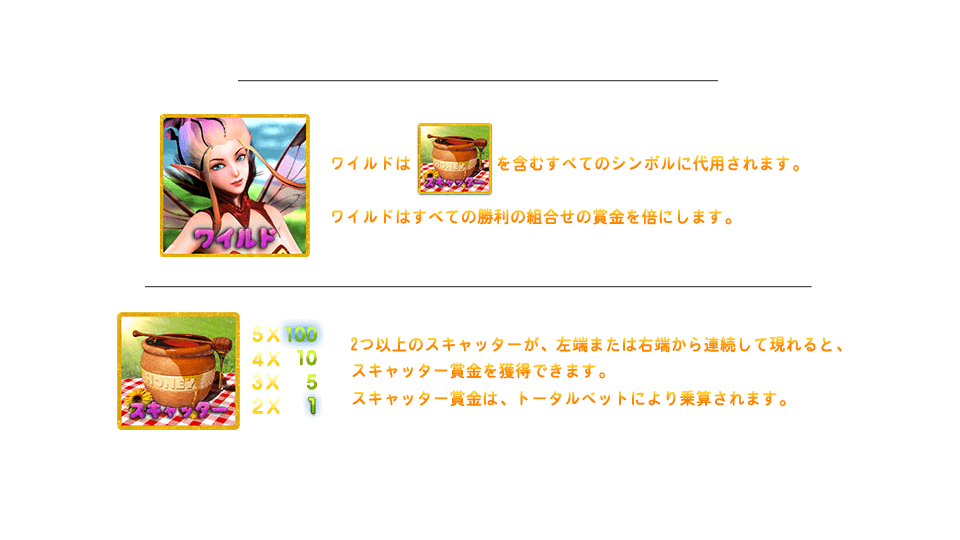 ワイルドは HONEY スキャッター を含むすべてのシンボルに代用されます。
ワイルド
ワイルドはすべての勝利の組合せの賞金を倍にします。
HONEY
スキャッター
5X 100
4X 10
3X 5
2X 1
2つ以上のスキャッターが、左端または右端から連続して現れると、
スキャッター賞金を獲得できます。
スキャッター賞金は、トータルベットにより乗算されます。